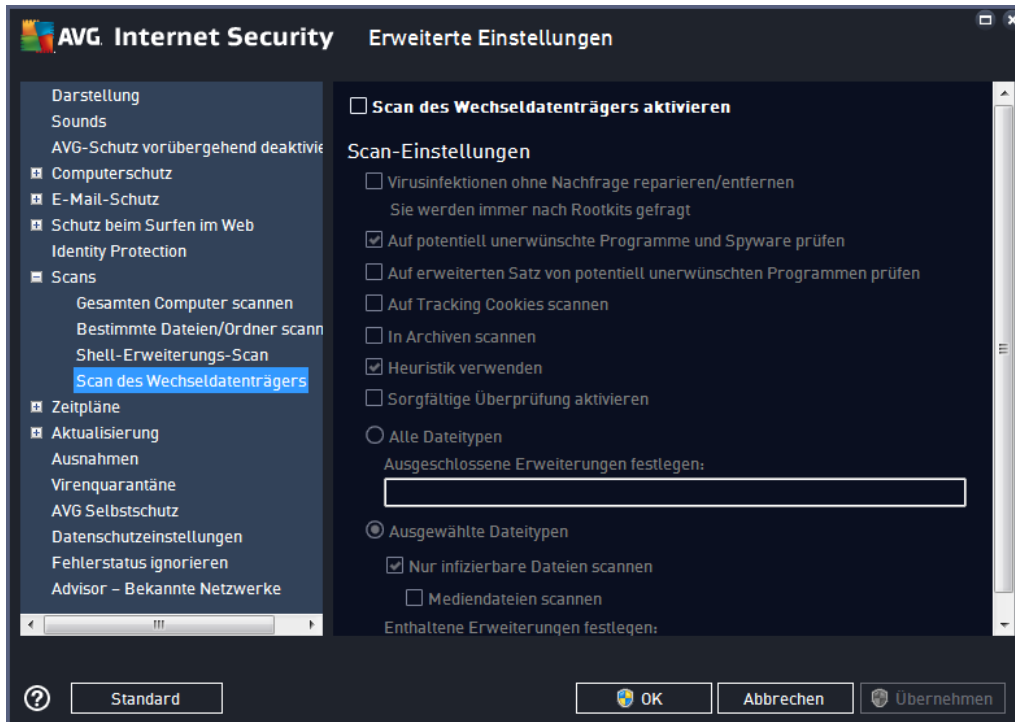 AVG. Internet Security
Erweiterte Einstellungen
Darstellung
Sounds
AVG-Schutz vorübergehend deaktivie
Computerschutz
E-Mail-Schutz
Schutz beim Surfen im Web
Identity Protection
Scans
Gesamten Computer scannen
Bestimmte Dateien/Ordner scann
Shell-Erweiterungs-Scan
Scan des Wechseldatenträgers
Zeitpläne
Aktualisierung
Ausnahmen
Virenquarantäne
AVG Selbstschutz
Datenschutzeinstellungen
Fehlerstatus ignorieren
Advisor – Bekannte Netzwerke
Scan des Wechseldatenträgers aktivieren
Scan-Einstellungen
Virusinfektionen ohne Nachfrage reparieren/entfernen
Sie werden immer nach Rootkits gefragt
Auf potentiell unerwünschte Programme und Spyware prüfen
Auf erweiterten Satz von potentiell unerwünschten Programmen prüfen
Auf Tracking Cookies scannen
In Archiven scannen
Heuristik verwenden
Sorgfältige Überprüfung aktivieren
Alle Dateitypen
Ausgeschlossene Erweiterungen festlegen:
Ausgewählte Dateitypen
Nur infizierbare Dateien scannen
Mediendateien scannen
Enthaltene Erweiterungen festlegen:
?
Standard
OK
Abbrechen
Übernehmen